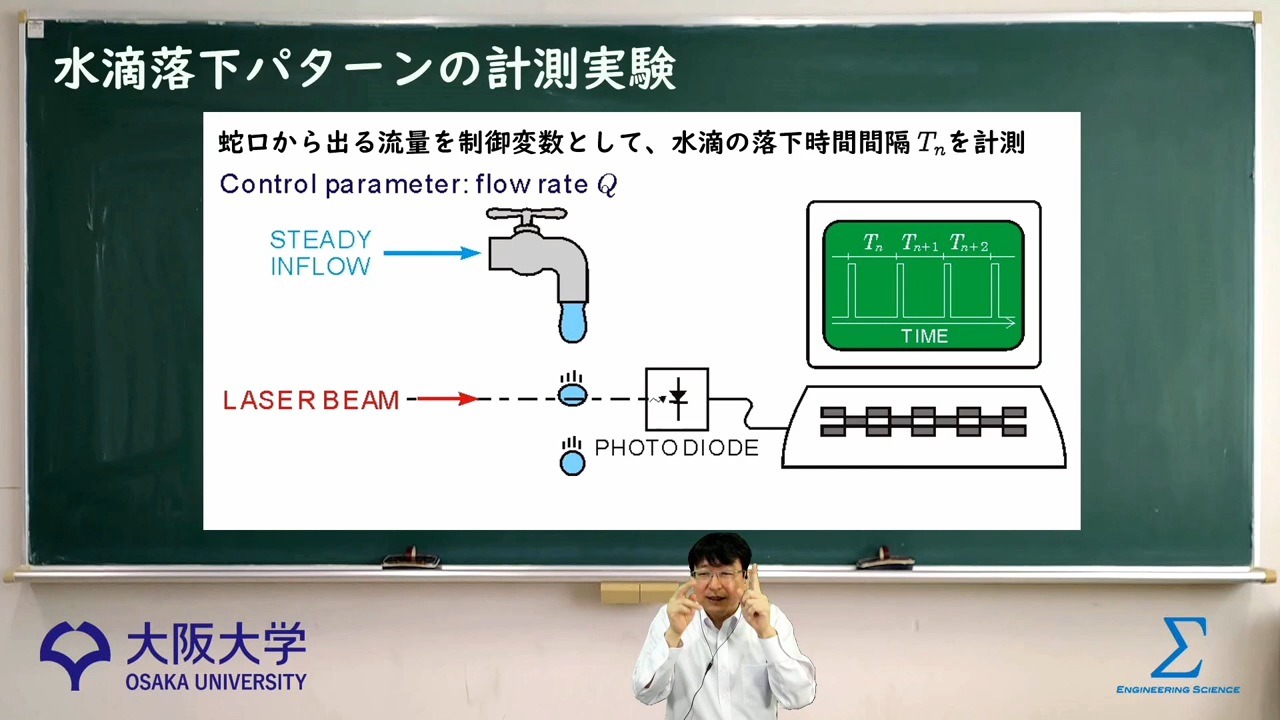 水滴落下パターンの計測実験
蛇口から出る流量を制御変数として、水滴の落下時間間隔 Tnを計測
Control parameter: flow rate Q
STEADY
INFLOW
Tn Tn+1 Tn+2
TIME
LASER BEAM
PHOTO DIODE
大阪大学
OSAKA UNIVERSITY
Σ
ENGINEERING SCIENCE